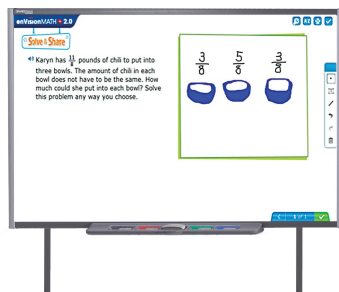 enVisionMATH 2.0
Solve & Share
Karyn has 11/8 pounds of chili to put into
three bowls. The amount of chili in each
bowl does not have to be the same. How
much could she put into each bowl? Solve
this problem any way you choose.
3/8 5/8 3/8